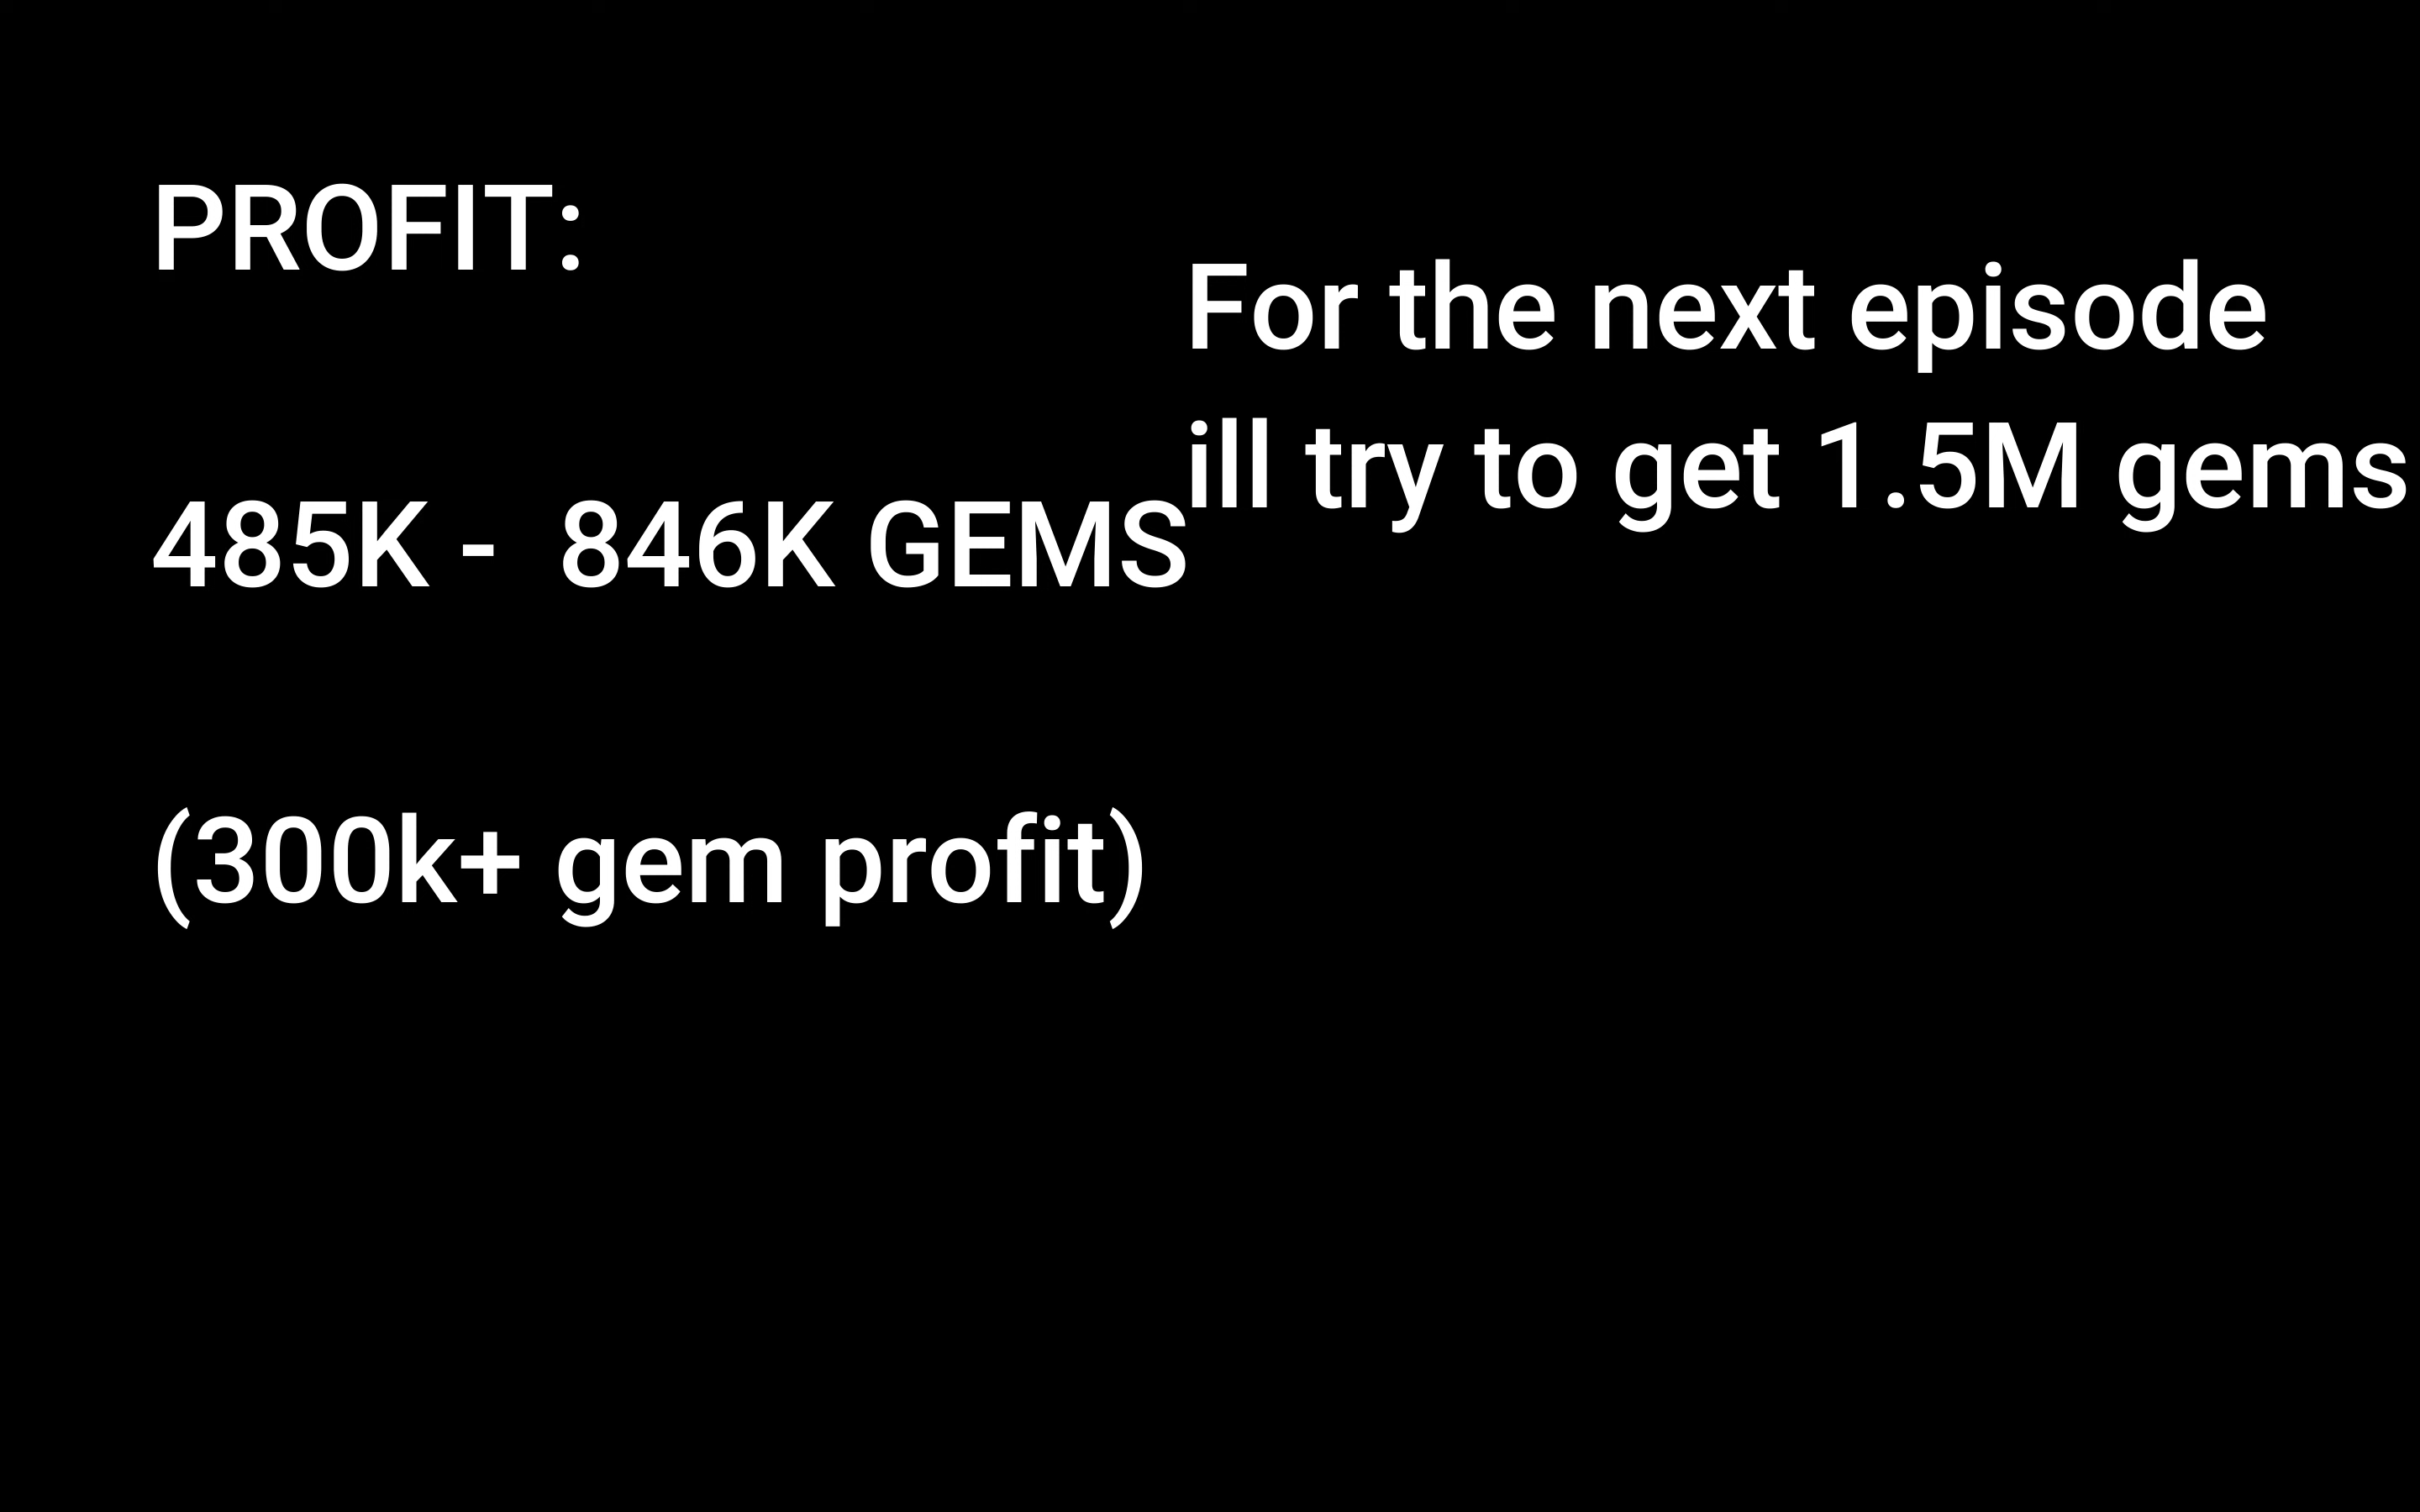 PROFIT:
485K -  846K GEMS
(300k+ gem profit)
For the next episode
ill try to get 1.5M gems